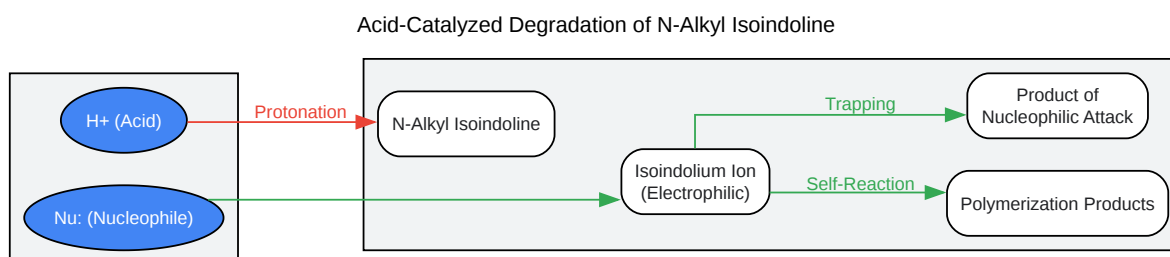 Acid-Catalyzed Degradation of N-Alkyl Isoindoline
H+ (Acid)
Protonation
N-Alkyl Isoindoline
Trapping
Product of
Nucleophilic Attack
Nu: (Nucleophile)
Isoindolium Ion
(Electrophilic)
Self-Reaction
Polymerization Products